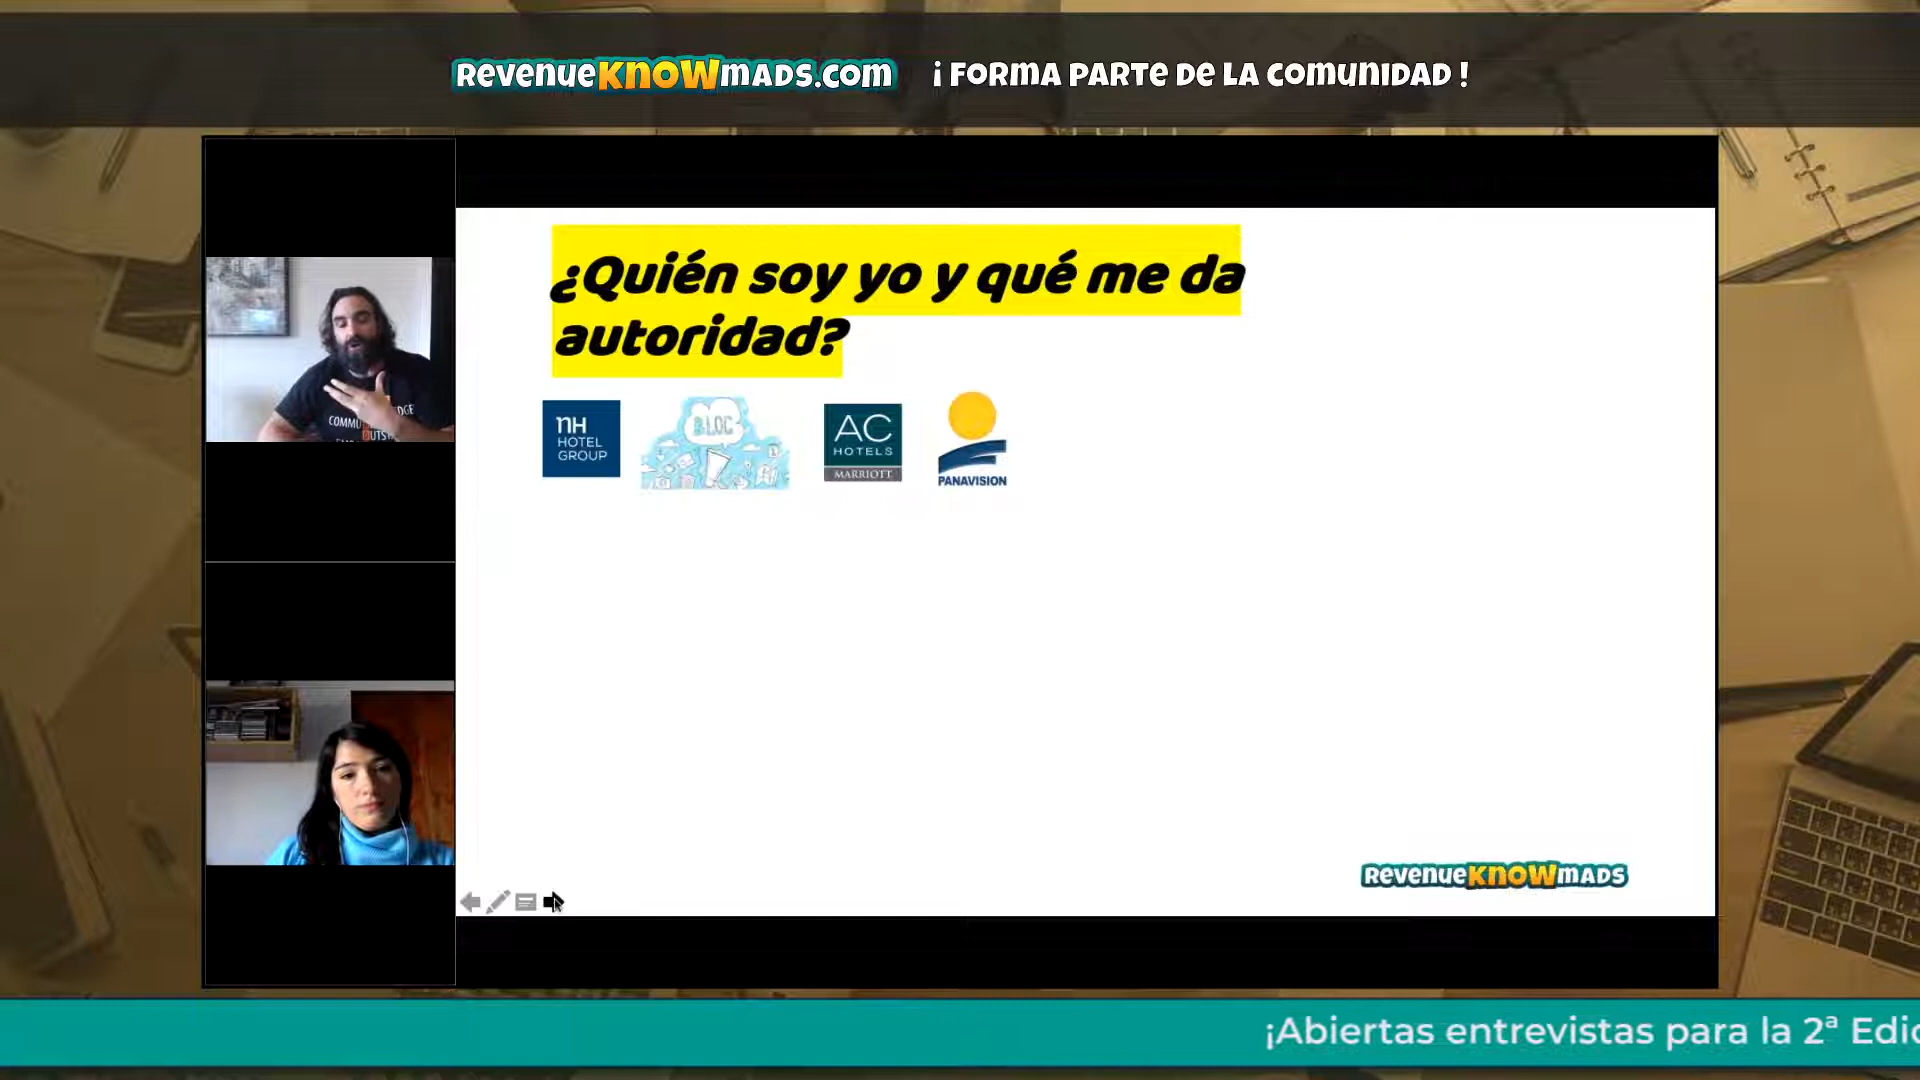 RevenueKNOWmads.com
¡ FORMA PARTE DE LA COMUNIDAD !
¿Quién soy yo y qué me da
autoridad?
nH
HOTEL
GROUP
BLOG
AC
HOTELS
MARRIOTT
PANAVISION
RevenueKNOWmads
¡Abiertas entrevistas para la 2ª Edic